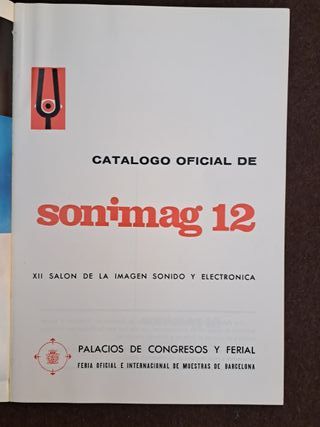 CATALOGO OFICIAL DE
sonimag 12
XII SALON DE LA IMAGEN SONIDO Y ELECTRONICA
PALACIOS DE CONGRESOS Y FERIAL
FERIA OFICIAL E INTERNACIONAL DE MUESTRAS DE BARCELONA